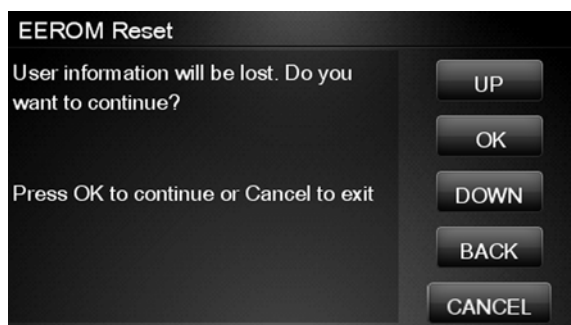 EEROM Reset
User information will be lost. Do you
want to continue?
Press OK to continue or Cancel to exit
UP
OK
DOWN
BACK
CANCEL